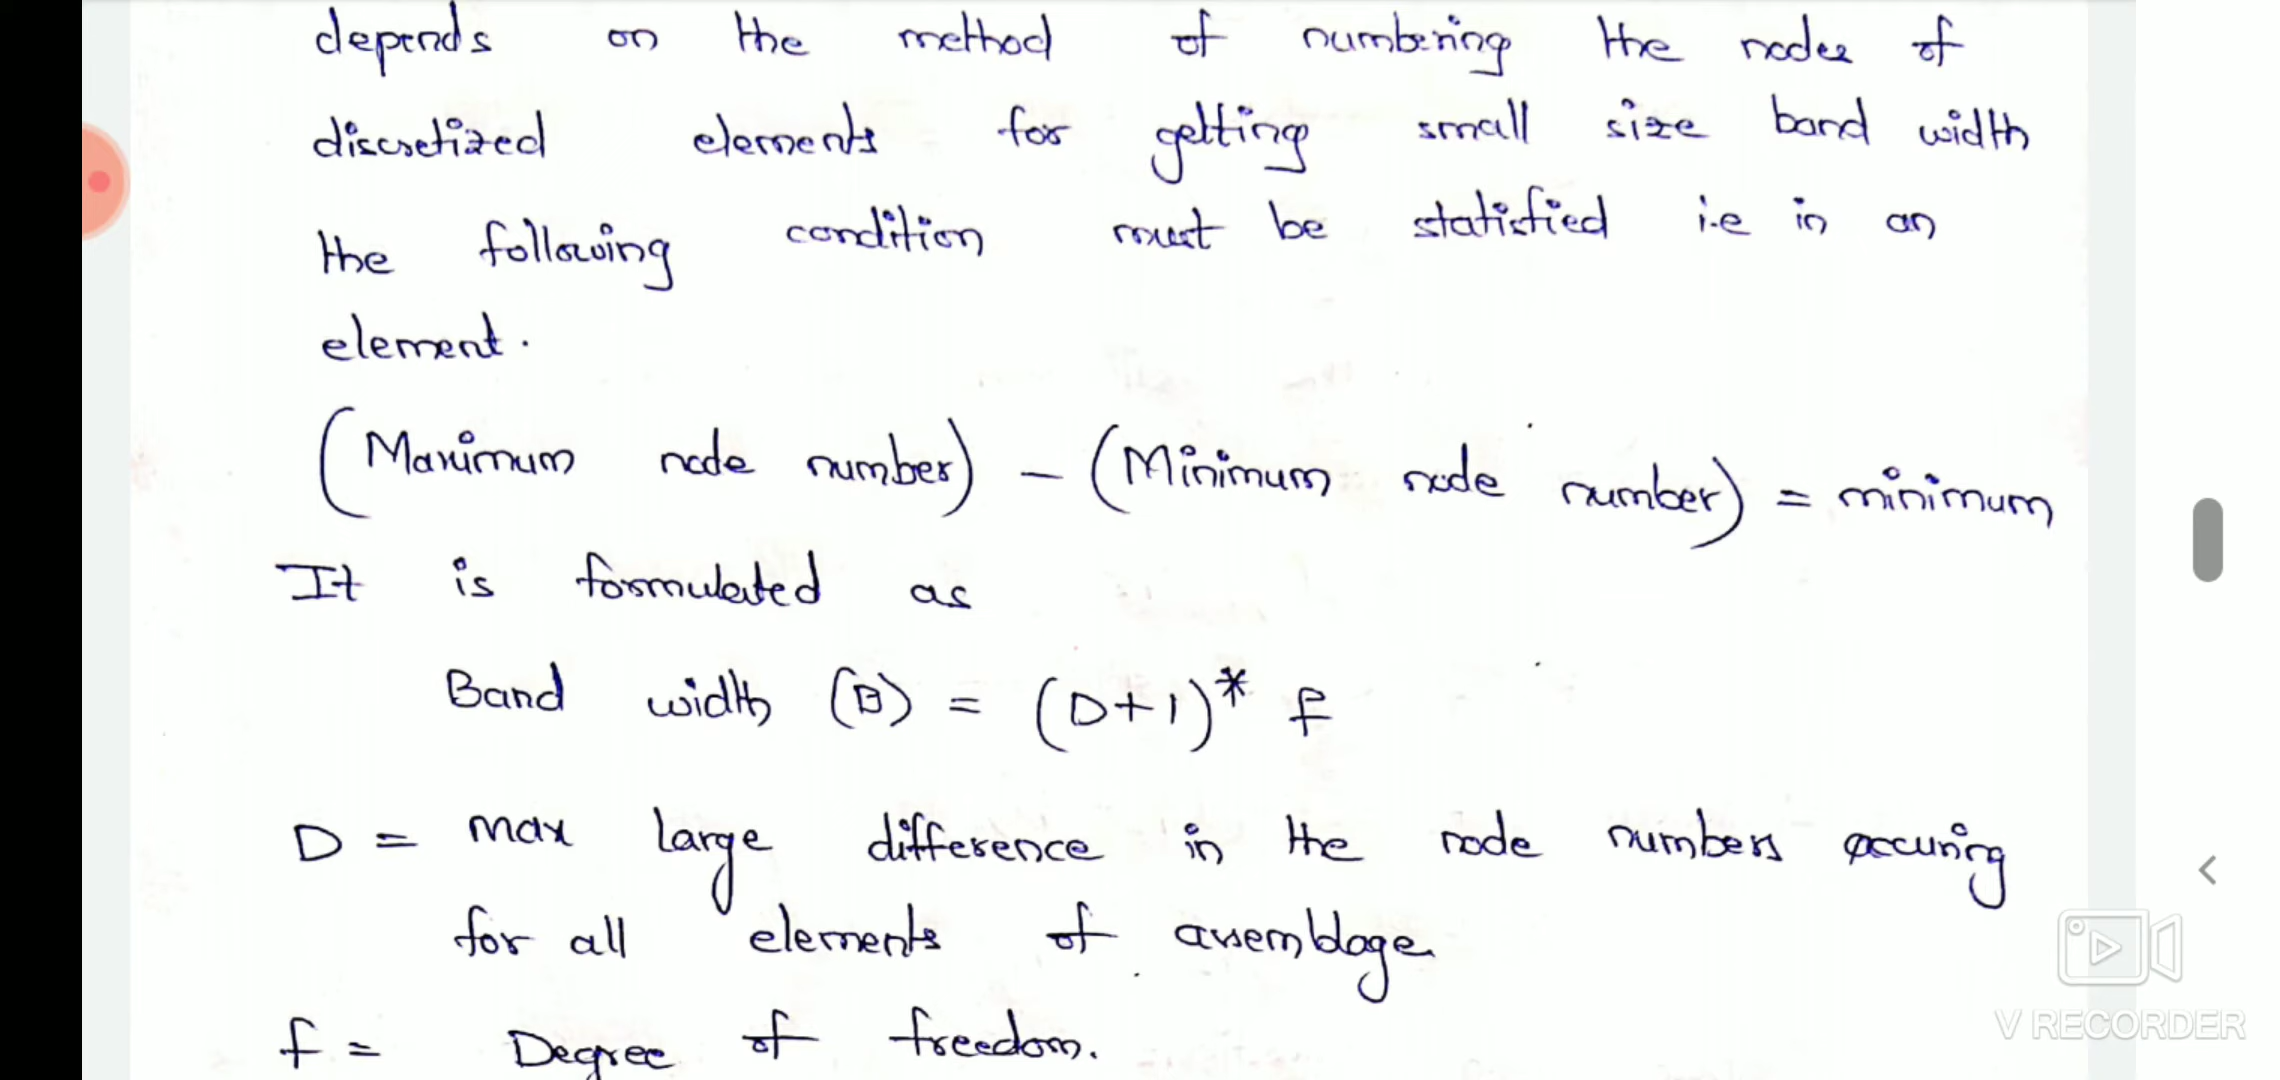 depends on the method of numbering the nodes of
discretized elements for getting small size band width
the following condition must be statisfied i.e in an
element.
(Maximum node number) - (Minimum node number) = minimum
It is formulated as
Band width (B) = (D+1)* f
D = max large difference in the node numbers occuring
for all elements of assemblage.
f = Degree of freedom.
V RECORDER